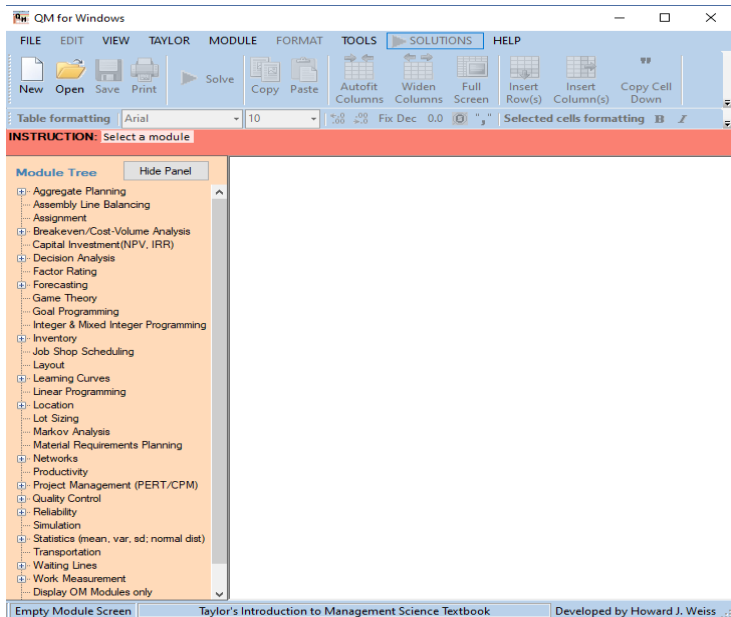 QM for Windows
FILE EDIT VIEW TAYLOR MODULE FORMAT TOOLS SOLUTIONS HELP
New Open Save Print Solve Copy Paste Autofit Columns Widen Columns Full Screen Insert Row(s) Insert Column(s) Copy Cell Down
Table formatting Arial 10 Fix Dec 0.0 Selected cells formatting B I
INSTRUCTION: Select a module
Module Tree Hide Panel
Aggregate Planning
Assembly Line Balancing
Assignment
Breakeven/Cost-Volume Analysis
Capital Investment(NPV, IRR)
Decision Analysis
Factor Rating
Forecasting
Game Theory
Goal Programming
Integer & Mixed Integer Programming
Inventory
Job Shop Scheduling
Layout
Learning Curves
Linear Programming
Location
Lot Sizing
Markov Analysis
Material Requirements Planning
Networks
Productivity
Project Management (PERT/CPM)
Quality Control
Reliability
Simulation
Statistics (mean, var, sd; normal dist)
Transportation
Waiting Lines
Work Measurement
Display OM Modules only
Empty Module Screen Taylor's Introduction to Management Science Textbook Developed by Howard J. Weiss